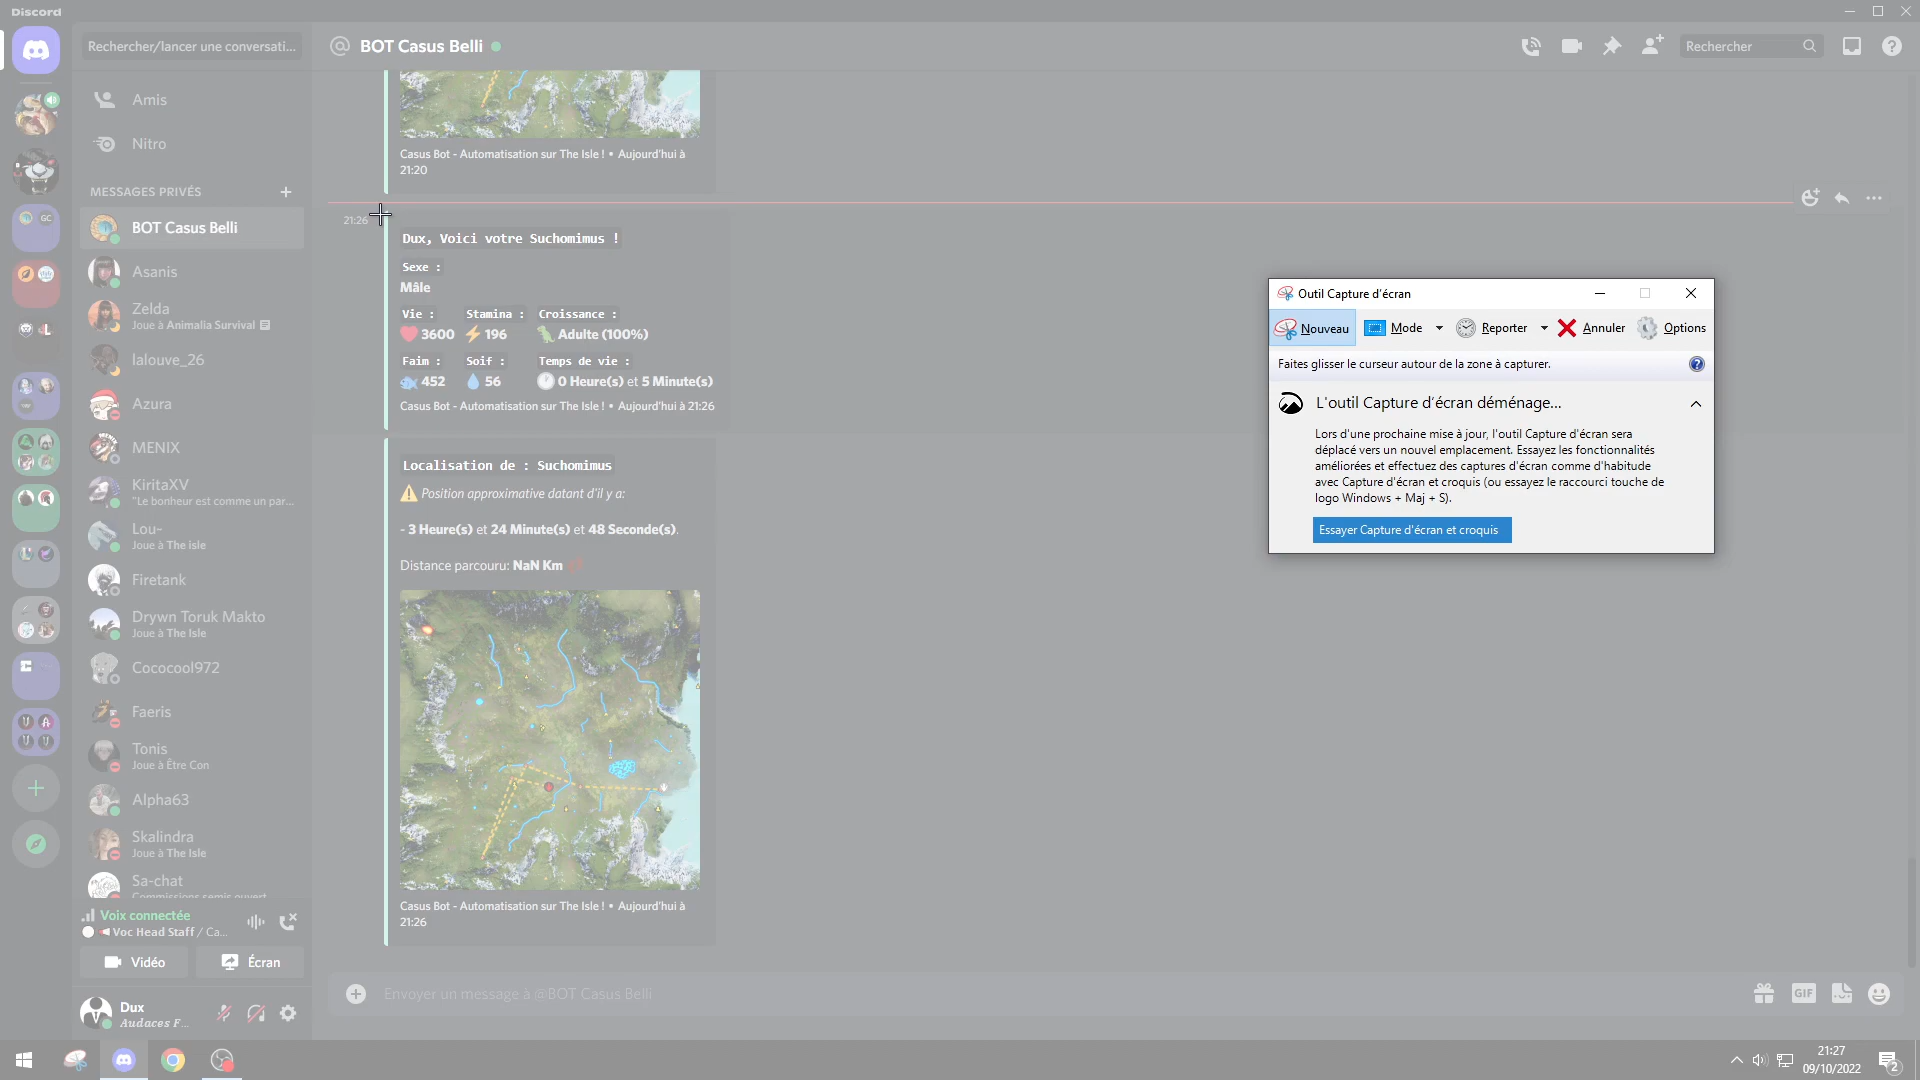 Discord
Rechercher/lancer une conversati...
BOT Casus Belli
Rechercher
Amis
Nitro
MESSAGES PRIVÉS
BOT Casus Belli
Asanis
Zelda
Joue à Animalia Survival
lalouve_26
Azura
MENIX
KiritaXV
"Le bonheur est comme un par...
Lou~
Joue à The isle
Firetank
Drywn Toruk Makto
Joue à The Isle
Cococool972
Faeris
Tonis
Joue à Être Con
Alpha63
Skalindra
Joue à The Isle
Sa-chat
Commissions semis ouvert
Voix connectée
Voc Head Staff / Ca...
Vidéo
Écran
Dux
Audaces F...
Casus Bot - Automatisation sur The Isle ! • Aujourd'hui à
21:20
21:26
Dux, Voici votre Suchomimus !
Sexe :
Mâle
Vie : Stamina : Croissance :
3600 196 Adulte (100%)
Faim : Soif : Temps de vie :
452 56 0 Heure(s) et 5 Minute(s)
Casus Bot - Automatisation sur The Isle ! • Aujourd'hui à 21:26
Localisation de : Suchomimus
Position approximative datant d'il y a:
- 3 Heure(s) et 24 Minute(s) et 48 Seconde(s).
Distance parcouru: NaN Km
Casus Bot - Automatisation sur The Isle ! • Aujourd'hui à
21:26
Envoyer un message à @BOT Casus Belli
GIF
Outil Capture d'écran
Nouveau Mode Reporter Annuler Options
Faites glisser le curseur autour de la zone à capturer.
L'outil Capture d'écran déménage...
Lors d'une prochaine mise à jour, l'outil Capture d'écran sera
déplacé vers un nouvel emplacement. Essayez les fonctionnalités
améliorées et effectuez des captures d'écran comme d'habitude
avec Capture d'écran et croquis (ou essayez le raccourci touche de
logo Windows + Maj + S).
Essayer Capture d'écran et croquis
21:27
09/10/2022
2